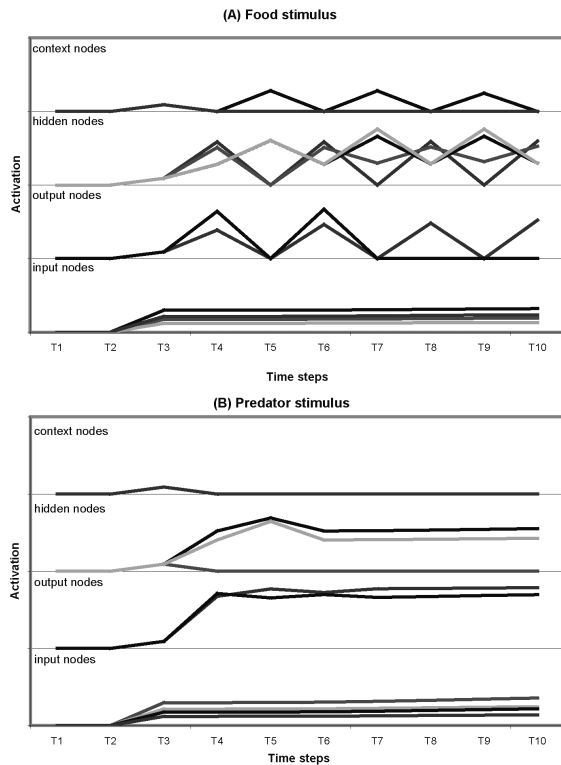 (A) Food stimulus
context nodes
hidden nodes
output nodes
input nodes
Activation
T1 T2 T3 T4 T5 T6 T7 T8 T9 T10
Time steps
(B) Predator stimulus
context nodes
hidden nodes
output nodes
input nodes
Activation
T1 T2 T3 T4 T5 T6 T7 T8 T9 T10
Time steps